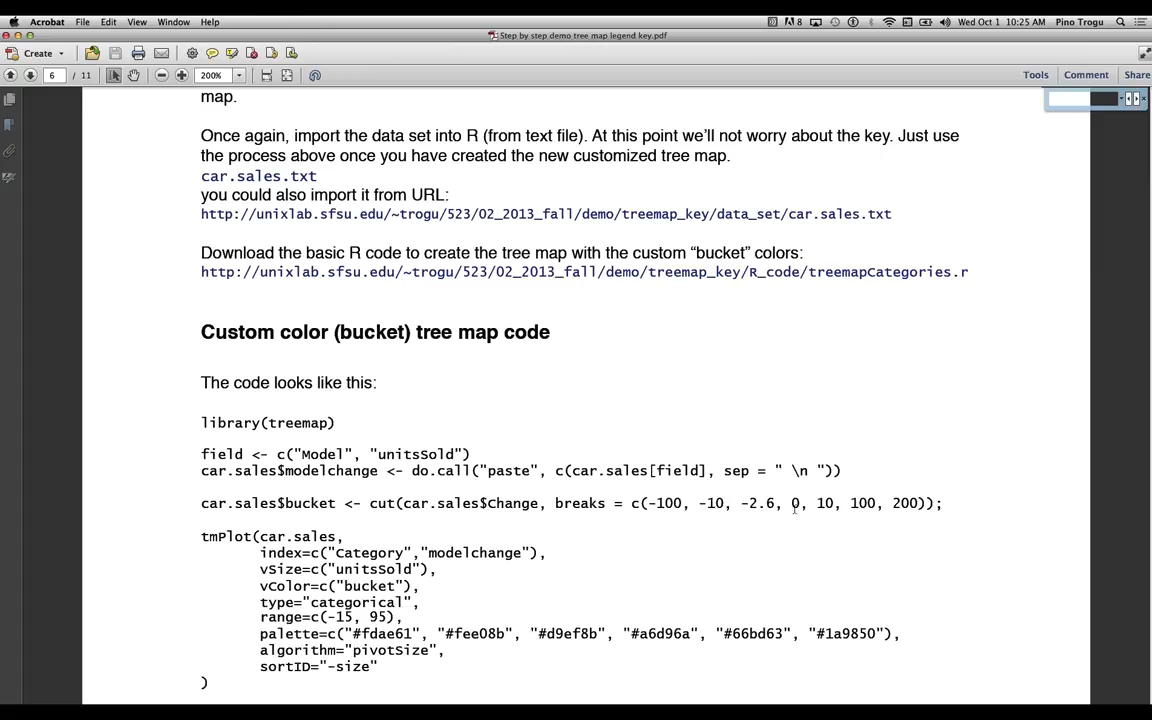 Acrobat File Edit View Window Help 8 Wed Oct 1 10:25 AM Pino Trogu
Step by step demo tree map legend key.pdf
Create
6 / 11 200% Tools Comment Share
map.
Once again, import the data set into R (from text file). At this point we’ll not worry about the key. Just use
the process above once you have created the new customized tree map.
car.sales.txt
you could also import it from URL:
http://unixlab.sfsu.edu/~trogu/523/02_2013_fall/demo/treemap_key/data_set/car.sales.txt
Download the basic R code to create the tree map with the custom “bucket” colors:
http://unixlab.sfsu.edu/~trogu/523/02_2013_fall/demo/treemap_key/R_code/treemapCategories.r
Custom color (bucket) tree map code
The code looks like this:
library(treemap)
field <- c("Model", "unitsSold")
car.sales$modelchange <- do.call("paste", c(car.sales[field], sep = " \n "))
car.sales$bucket <- cut(car.sales$Change, breaks = c(-100, -10, -2.6, 0, 10, 100, 200));
tmPlot(car.sales,
index=c("Category","modelchange"),
vSize=c("unitsSold"),
vColor=c("bucket"),
type="categorical",
range=c(-15, 95),
palette=c("#fdae61", "#fee08b", "#d9ef8b", "#a6d96a", "#66bd63", "#1a9850"),
algorithm="pivotSize",
sortID="-size"
)